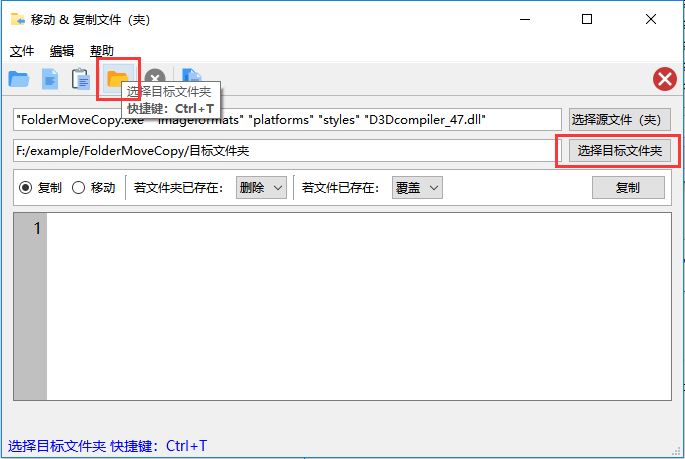 移动 & 复制文件（夹）
文件 编辑 帮助
选择目标文件夹
快捷键：Ctrl+T
"FolderMoveCopy.exe" "imageformats" "platforms" "styles" "D3Dcompiler_47.dll" 选择源文件（夹）
F:/example/FolderMoveCopy/目标文件夹 选择目标文件夹
复制 移动 若文件夹已存在： 删除 若文件已存在： 覆盖 复制
1
选择目标文件夹 快捷键：Ctrl+T